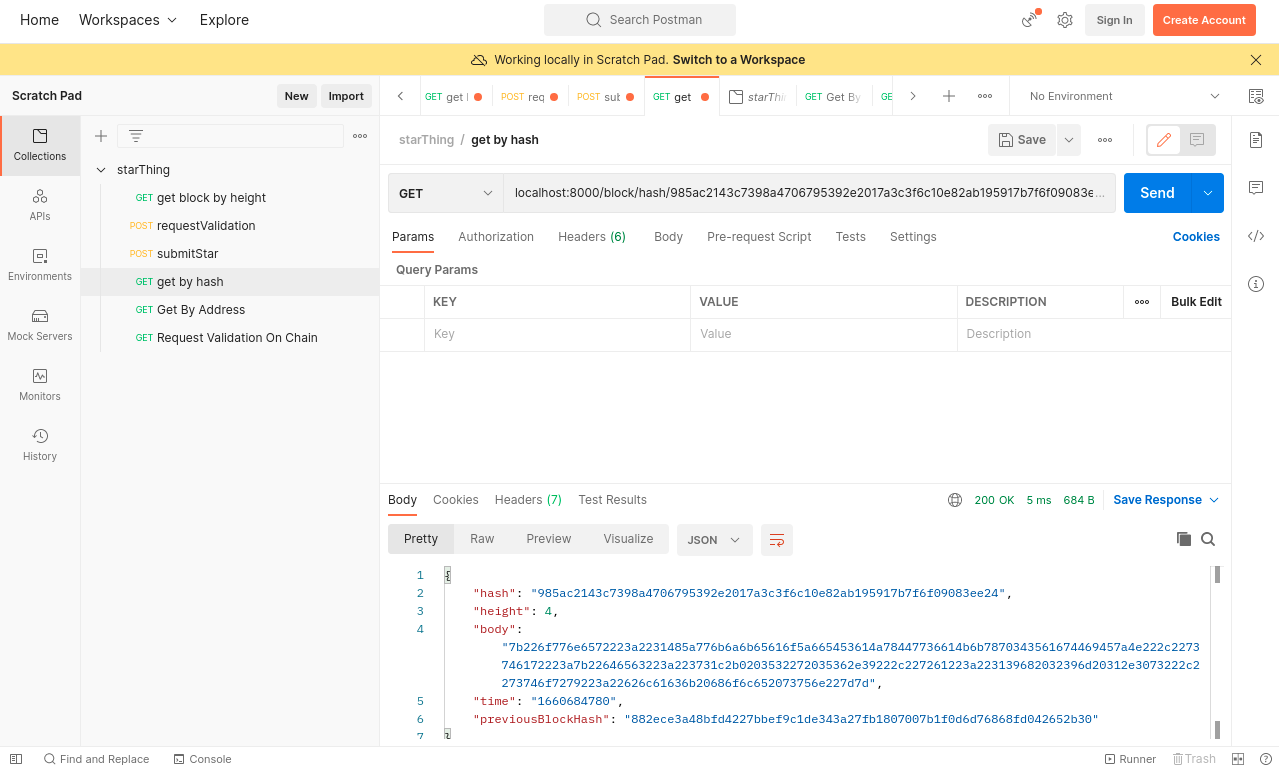 Home Workspaces Explore Search Postman Sign In Create Account
Working locally in Scratch Pad. Switch to a Workspace
Scratch Pad New Import
GET get POST req POST sub GET get starThi GET Get By GE No Environment
Collections
APIs
Environments
Mock Servers
Monitors
History
starThing
GET get block by height
POST requestValidation
POST submitStar
GET get by hash
GET Get By Address
GET Request Validation On Chain
starThing / get by hash Save
GET localhost:8000/block/hash/985ac2143c7398a4706795392e2017a3c3f6c10e82ab195917b7f6f09083e... Send
Params Authorization Headers (6) Body Pre-request Script Tests Settings Cookies
Query Params
KEY VALUE DESCRIPTION Bulk Edit
Key Value Description
Body Cookies Headers (7) Test Results 200 OK 5 ms 684 B Save Response
Pretty Raw Preview Visualize JSON
1 {
2 "hash": "985ac2143c7398a4706795392e2017a3c3f6c10e82ab195917b7f6f09083ee24",
3 "height": 4,
4 "body":
"7b226f776e6572223a2231485a776b6a6b65616f5a665453614a78447736614b6b7870343561674469457a4e222c2273
746172223a7b22646563223a223731c2b0203532272035362e39222c227261223a223139682032396d20312e3073222c2
273746f7279223a22626c61636b20686f6c652073756e227d7d",
5 "time": "1660684780",
6 "previousBlockHash": "882ece3a48bfd4227bbef9c1de343a27fb1807007b1f0d6d76868fd042652b30"
7 }
Find and Replace Console Runner Trash